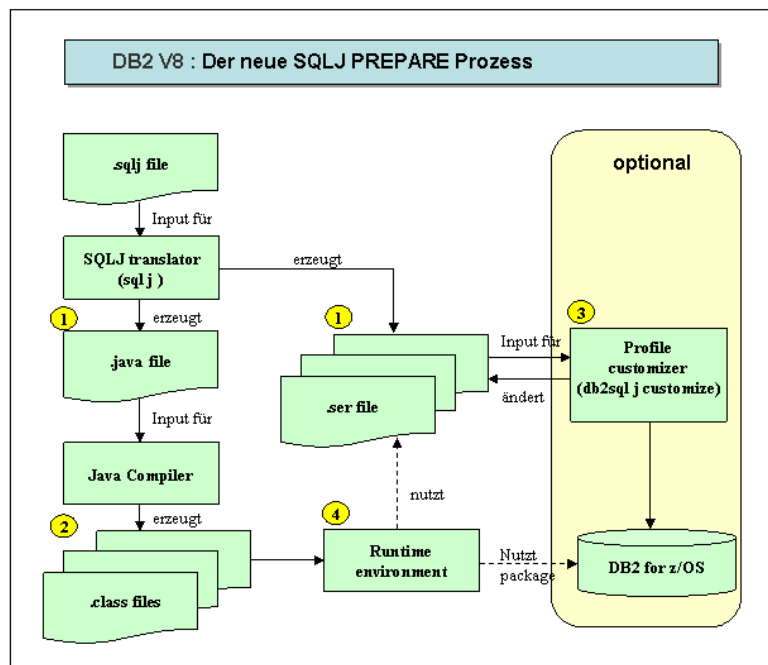 DB2 V8 : Der neue SQLJ PREPARE Prozess
.sqlj file
optional
Input für
SQLJ translator
(sqlj)
erzeugt
erzeugt
1
1
3
.java file
Input für
Profile
customizer
(db2sqljcustomize)
.ser file
ändert
Input für
Java Compiler
nutzt
2
erzeugt
4
Runtime
environment
Nutzt
package
DB2 for z/OS
.class files